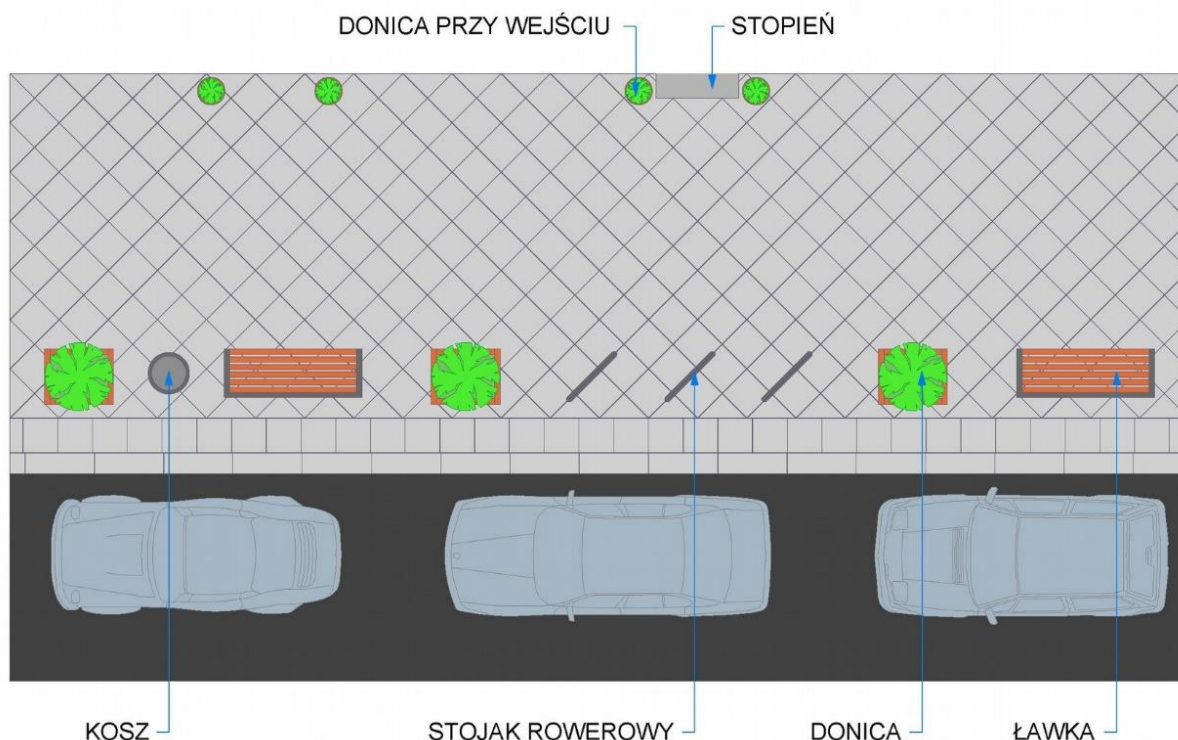 DONICA PRZY WEJŚCIU
STOPIEŃ
KOSZ
STOJAK ROWEROWY
DONICA
ŁAWKA